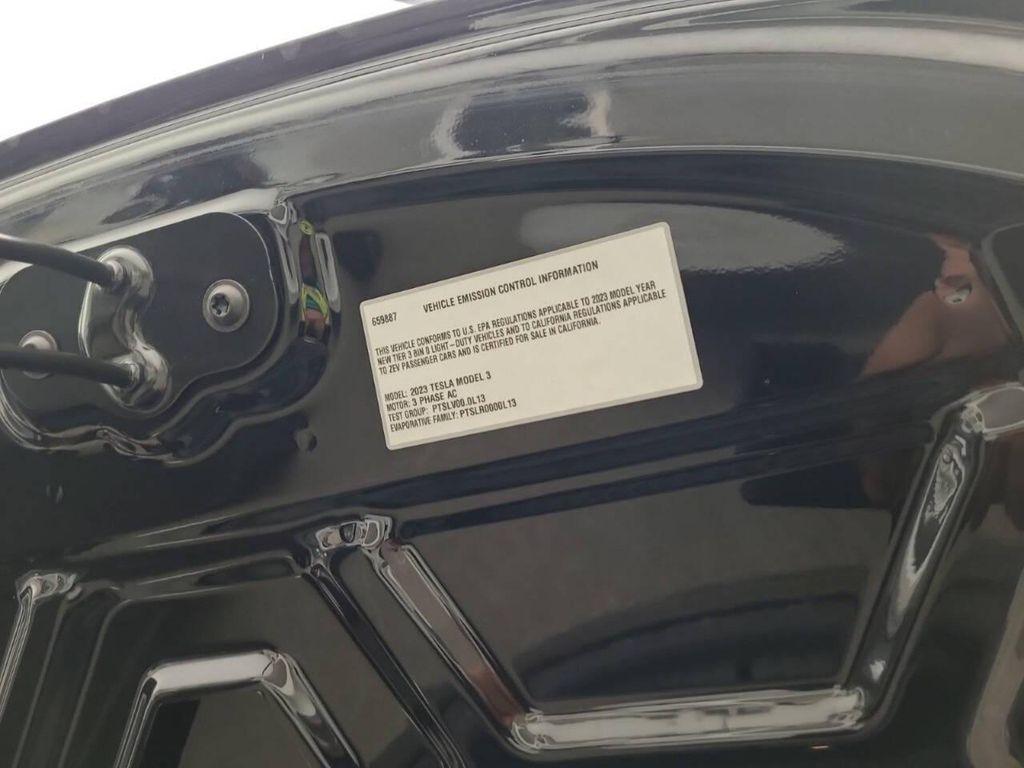 VEHICLE EMISSION CONTROL INFORMATION
659887
THIS VEHICLE CONFORMS TO U.S. EPA REGULATIONS APPLICABLE TO 2023 MODEL YEAR
NEW TIER 3 BIN 0 LIGHT-DUTY VEHICLES AND TO CALIFORNIA REGULATIONS APPLICABLE
TO ZEV PASSENGER CARS AND IS CERTIFIED FOR SALE IN CALIFORNIA.
MODEL: 2023 TESLA MODEL 3
MOTOR: 3 PHASE AC
TEST GROUP: PTSLV00.0L13
EVAPORATIVE FAMILY: PTSLR0000L13